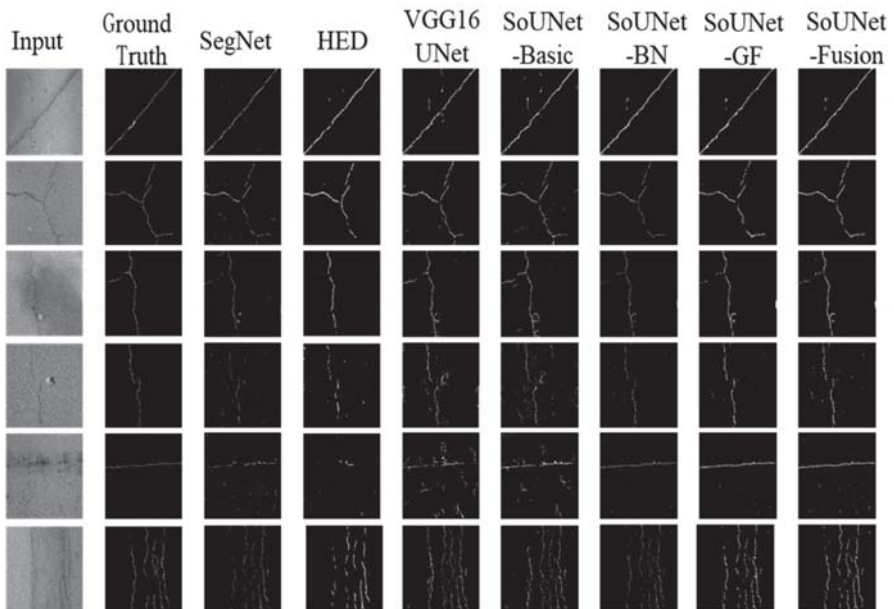 Input
Ground
Truth
SegNet
HED
VGG16
UNet
SoUNet
-Basic
SoUNet
-BN
SoUNet
-GF
SoUNet
-Fusion